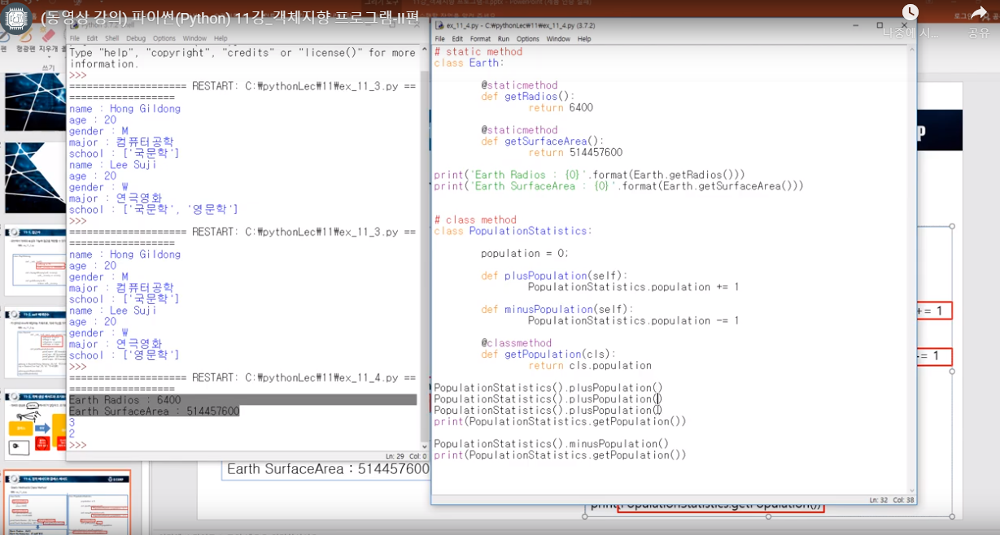 (동영상 강의) 파이썬(Python) 11강_객체지향 프로그램-II편
나중에 시...
공유
File Edit Shell Debug Options Window Help
Type "help", "copyright", "credits" or "license()" for more
information.
>>>
==================== RESTART: C:₩pythonLec₩11₩ex_11_3.py ==
==================
name : Hong Gildong
age : 20
gender : M
major : 컴퓨터공학
school : ['국문학']
name : Lee Suji
age : 20
gender : W
major : 연극영화
school : ['국문학', '영문학']
>>>
==================== RESTART: C:₩pythonLec₩11₩ex_11_3.py ==
==================
name : Hong Gildong
age : 20
gender : M
major : 컴퓨터공학
school : ['국문학']
name : Lee Suji
age : 20
gender : W
major : 연극영화
school : ['영문학']
>>>
==================== RESTART: C:₩pythonLec₩11₩ex_11_4.py ==
==================
Earth Radios : 6400
Earth SurfaceArea : 514457600
3
2
>>>
Ln: 29 Col: 0
ex_11_4.py - C:₩pythonLec₩11₩ex_11_4.py (3.7.2)
File Edit Format Run Options Window Help
# static method
class Earth:
@staticmethod
def getRadios():
return 6400
@staticmethod
def getSurfaceArea():
return 514457600
print('Earth Radios : {0}'.format(Earth.getRadios()))
print('Earth SurfaceArea : {0}'.format(Earth.getSurfaceArea()))
# class method
class PopulationStatistics:
population = 0;
def plusPopulation(self):
PopulationStatistics.population += 1
def minusPopulation(self):
PopulationStatistics.population -= 1
@classmethod
def getPopulation(cls):
return cls.population
PopulationStatistics().plusPopulation()
PopulationStatistics().plusPopulation()
PopulationStatistics().plusPopulation()
print(PopulationStatistics.getPopulation())
PopulationStatistics().minusPopulation()
print(PopulationStatistics.getPopulation())
Ln: 32 Col: 38
+= 1
-= 1
Earth SurfaceArea : 514457600
print(PopulationStatistics.getPopulation())